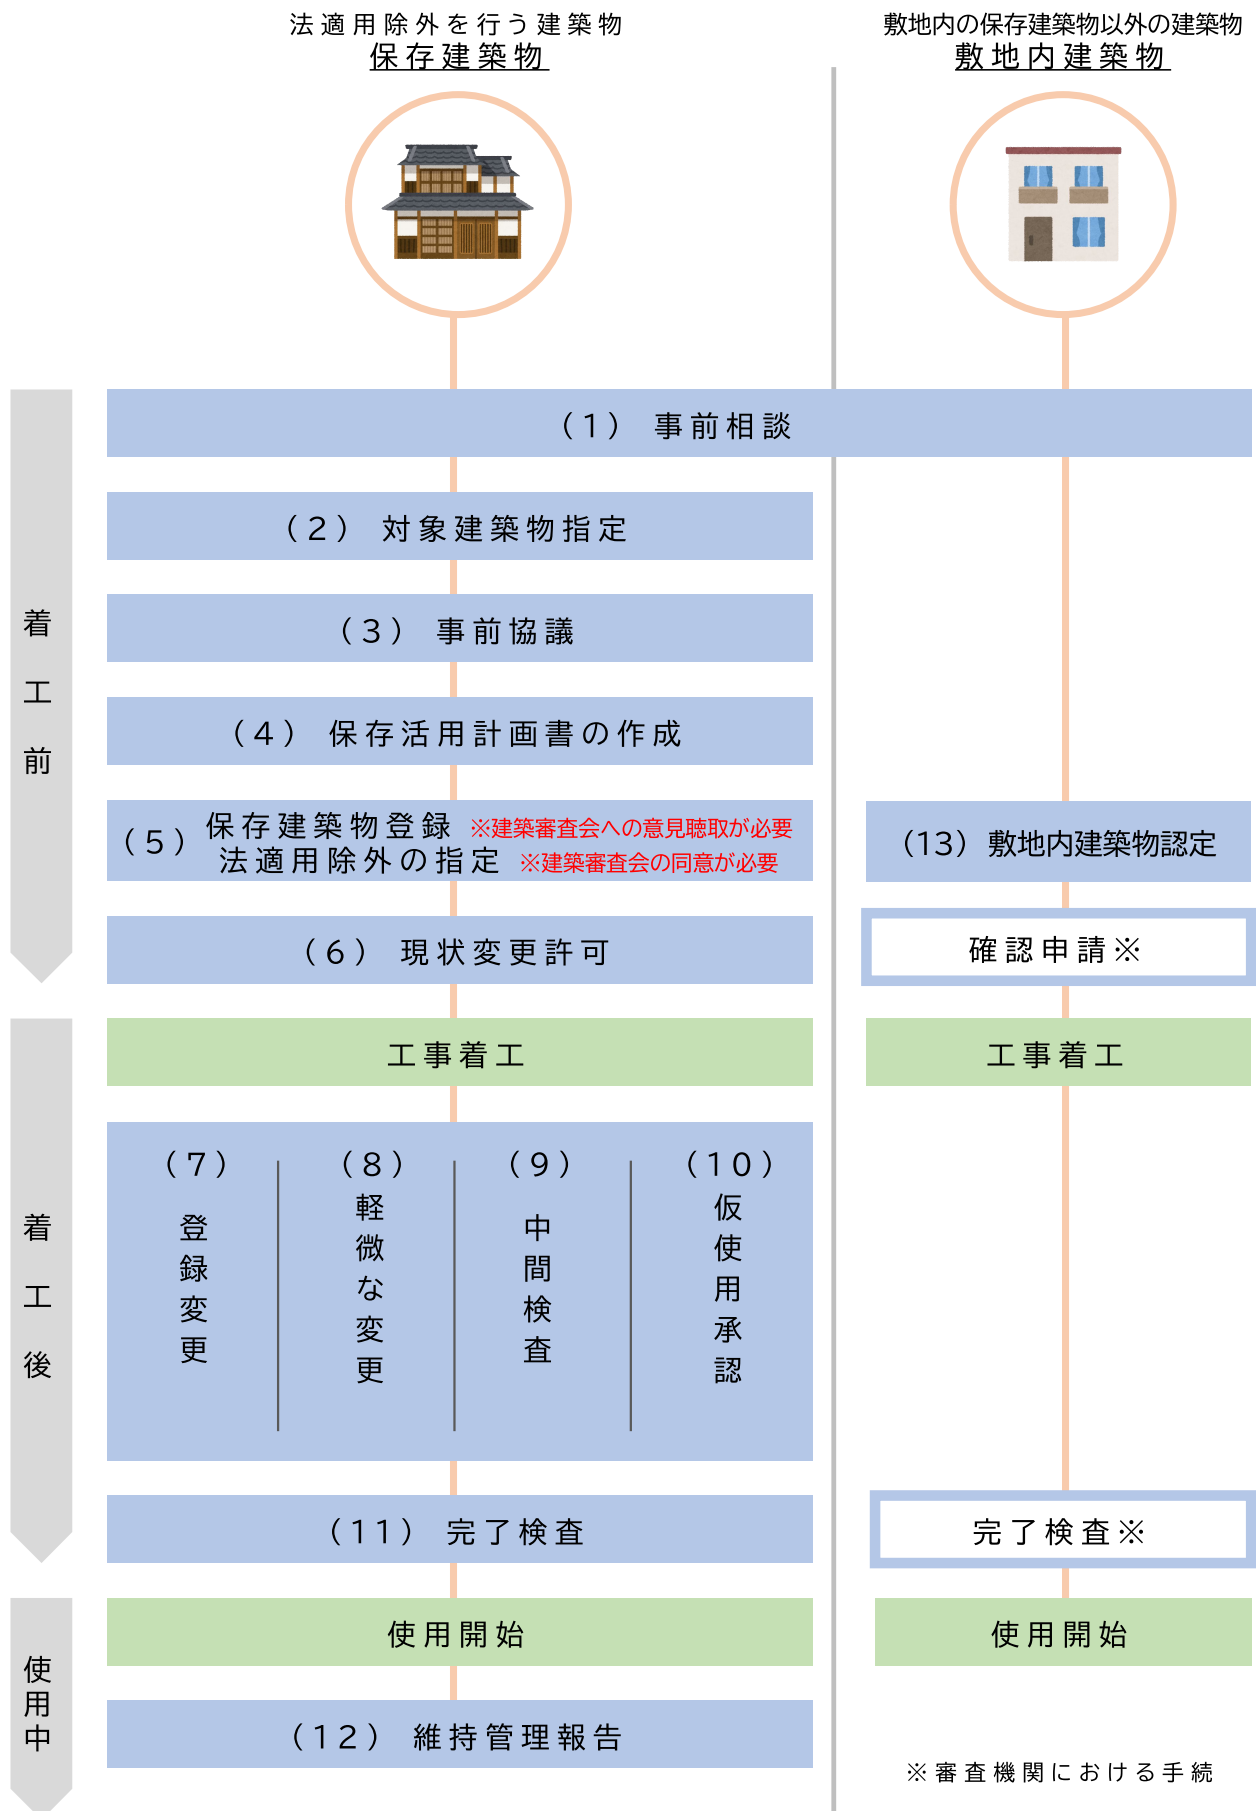 法適用除外を行う建築物
保存建築物
敷地内の保存建築物以外の建築物
敷地内建築物
着工前
（１） 事前相談
（２） 対象建築物指定
（３） 事前協議
（４） 保存活用計画書の作成
（５） 保存建築物登録 ※建築審査会への意見聴取が必要
法適用除外の指定 ※建築審査会の同意が必要
（13）敷地内建築物認定
（６） 現状変更許可
確認申請※
着工後
工事着工
工事着工
（７）
登録変更
（８）
軽微な変更
（９）
中間検査
（１０）
仮使用承認
（１１） 完了検査
完了検査※
使用中
使用開始
使用開始
（１２） 維持管理報告
※審査機関における手続